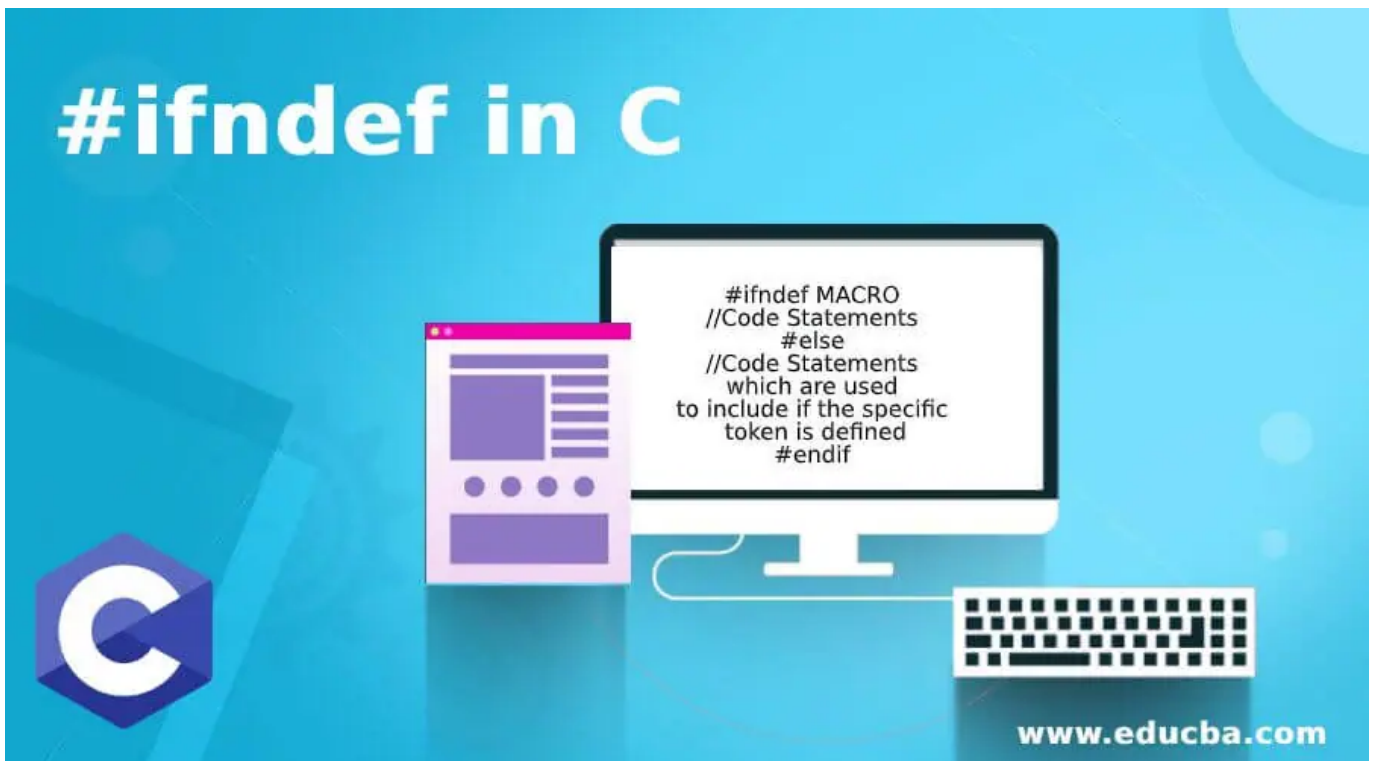 #ifndef in C
#ifndef MACRO
//Code Statements
#else
//Code Statements
which are used
to include if the specific
token is defined
#endif
C
www.educba.com